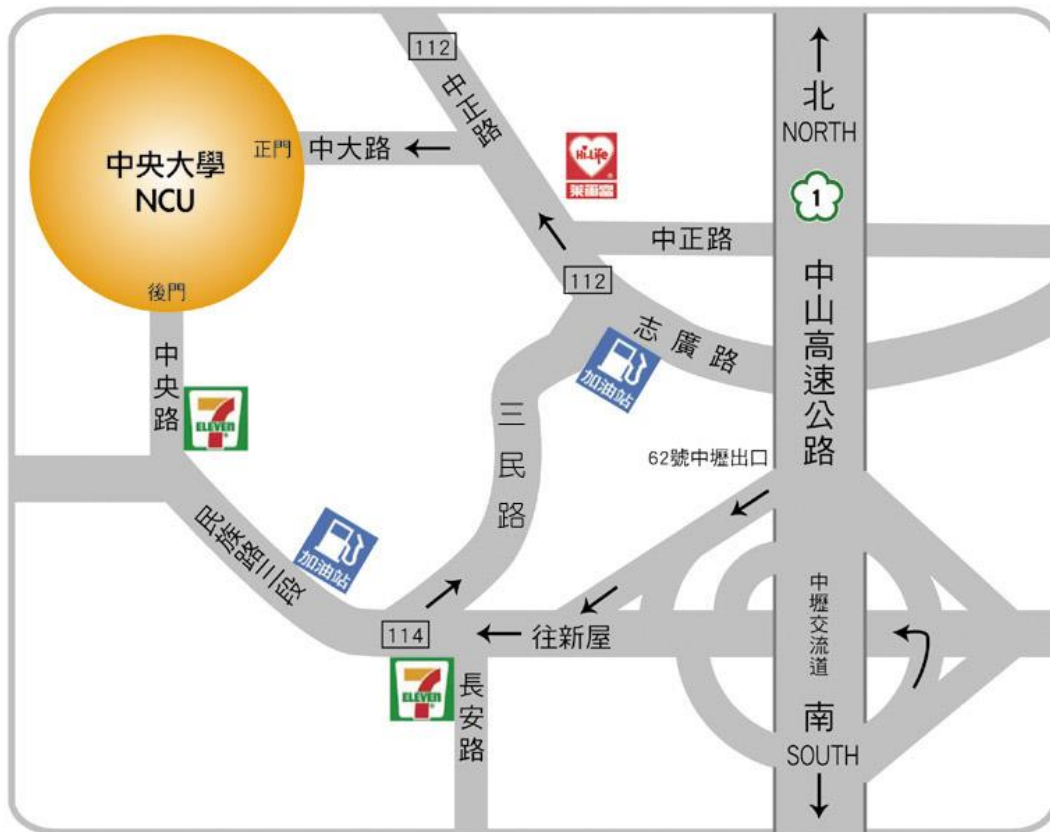 112
中正路
北
NORTH
正門
中大路
中央大學
NCU
Hi-Life
萊爾富
1
中正路
112
後門
志廣路
中山高速公路
加油站
中央路
7
ELEVEN
三民路
62號中壢出口
民族路三段
加油站
中壢交流道
114
往新屋
7
ELEVEN
長安路
南
SOUTH